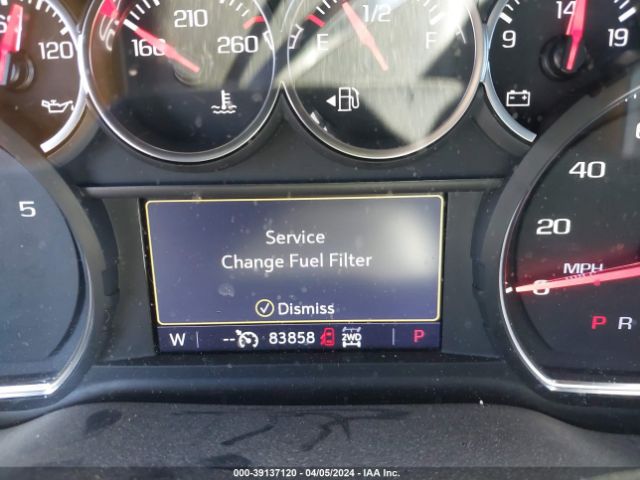 120
160
210
260
E
1/2
F
9
14
19
5
40
20
0
MPH
P R
Service
Change Fuel Filter
Dismiss
W -- 83858 2WD P
000-39137120 / 04/05/2024 / IAA Inc.